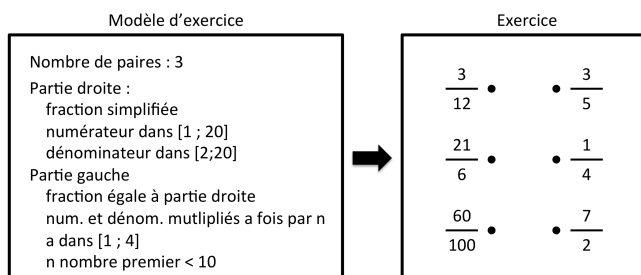 Modèle d'exercice
Nombre de paires : 3
Partie droite :
fraction simplifiée
numérateur dans [1 ; 20]
dénominateur dans [2;20]
Partie gauche
fraction égale à partie droite
num. et dénom. mutlipliés a fois par n
a dans [1 ; 4]
n nombre premier < 10
Exercice
3/12 • • 3/5
21/6 • • 1/4
60/100 • • 7/2